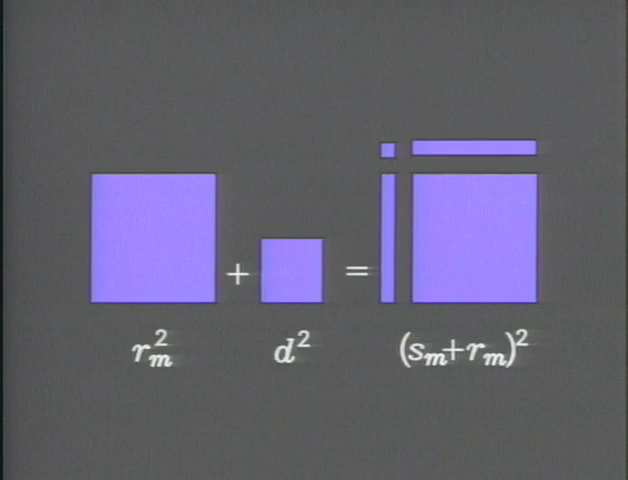 + =
r_m^2 d^2 (s_m+r_m)^2